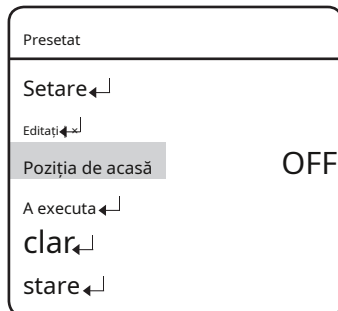 Presetat
Setare↵
Editați↵
Poziția de acasă OFF
A executa↵
clar↵
stare↵